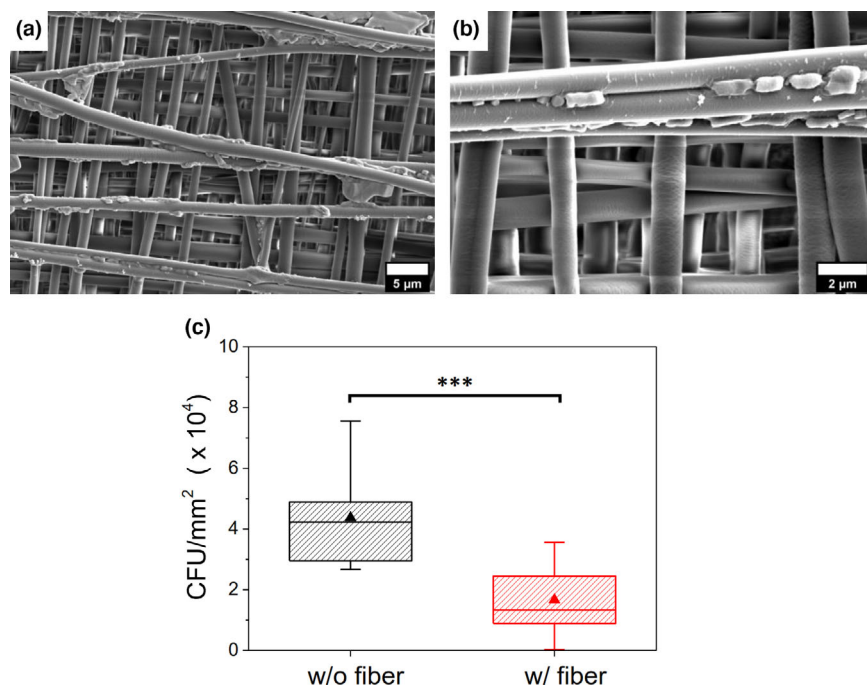 (a)
5 µm
(b)
2 µm
(c)
10
8
6
4
2
0
CFU/mm² ( x 10⁴)
***
w/o fiber
w/ fiber